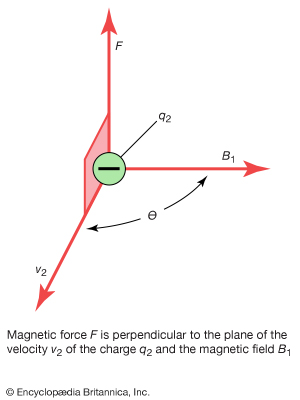 F
q2
B1
θ
v2
Magnetic force F is perpendicular to the plane of the
velocity v2 of the charge q2 and the magnetic field B1
© Encyclopædia Britannica, Inc.